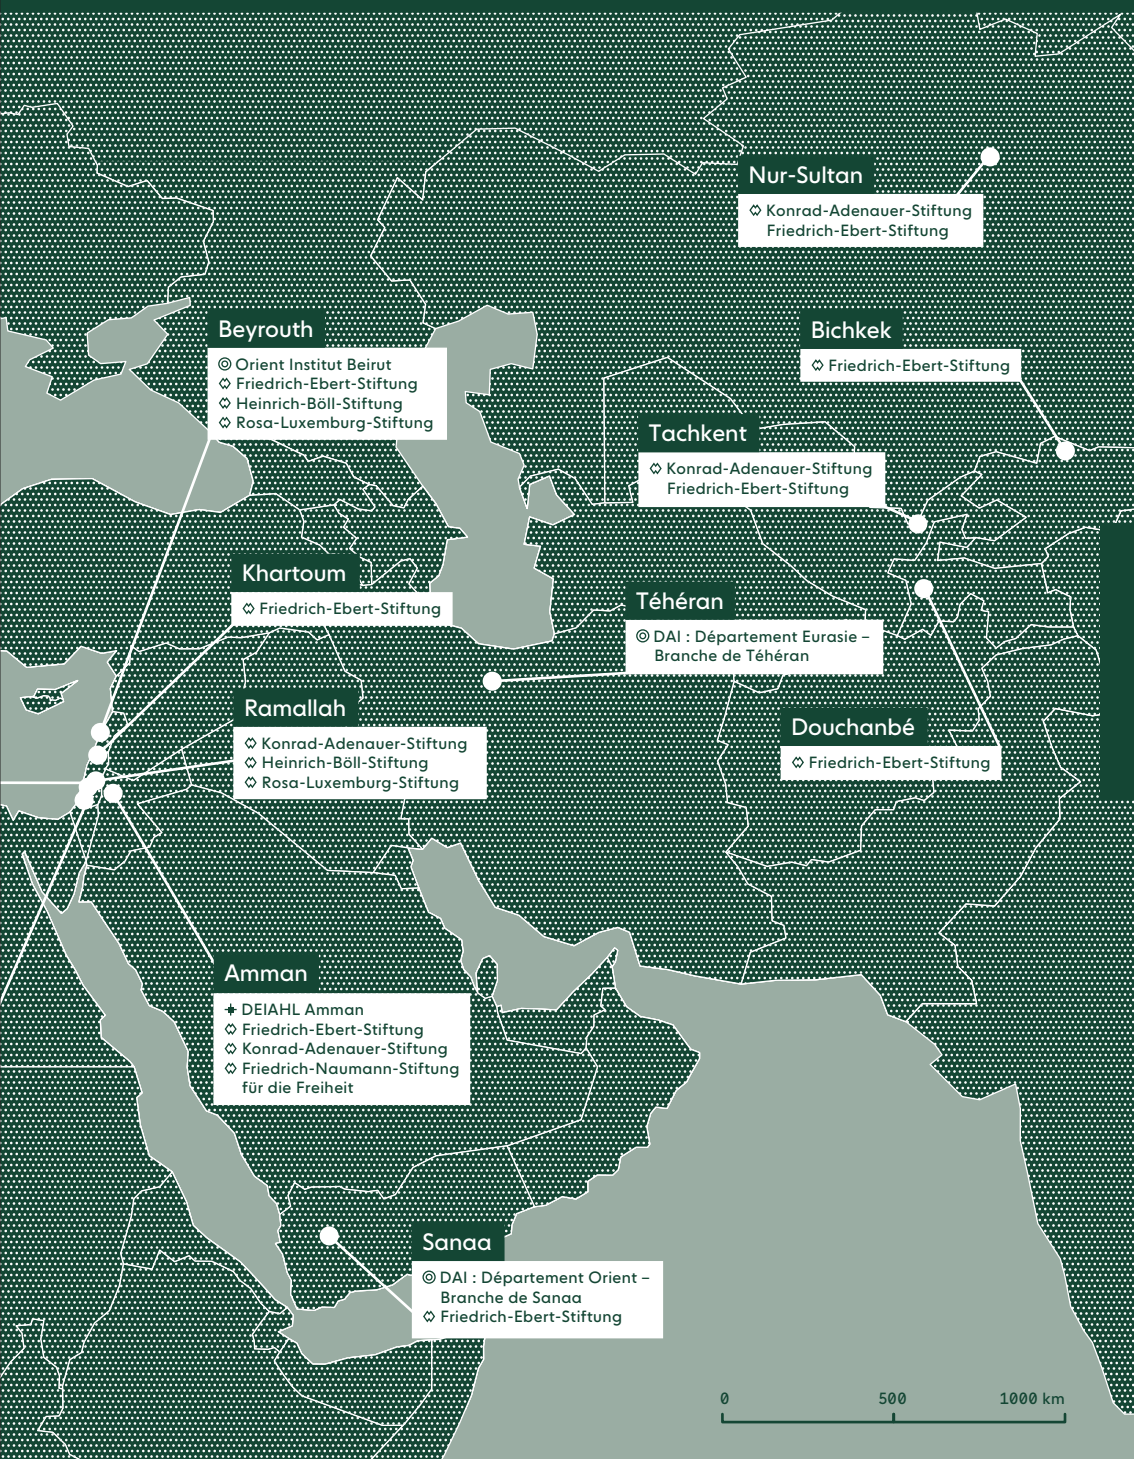 Nur-Sultan
Konrad-Adenauer-Stiftung
Friedrich-Ebert-Stiftung
Beyrouth
Orient Institut Beirut
Friedrich-Ebert-Stiftung
Heinrich-Böll-Stiftung
Rosa-Luxemburg-Stiftung
Bichkek
Friedrich-Ebert-Stiftung
Tachkent
Konrad-Adenauer-Stiftung
Friedrich-Ebert-Stiftung
Khartoum
Friedrich-Ebert-Stiftung
Téhéran
DAI : Département Eurasie –
Branche de Téhéran
Ramallah
Konrad-Adenauer-Stiftung
Heinrich-Böll-Stiftung
Rosa-Luxemburg-Stiftung
Douchanbé
Friedrich-Ebert-Stiftung
Amman
DEIAHL Amman
Friedrich-Ebert-Stiftung
Konrad-Adenauer-Stiftung
Friedrich-Naumann-Stiftung
für die Freiheit
Sanaa
DAI : Département Orient –
Branche de Sanaa
Friedrich-Ebert-Stiftung
0 500 1000 km